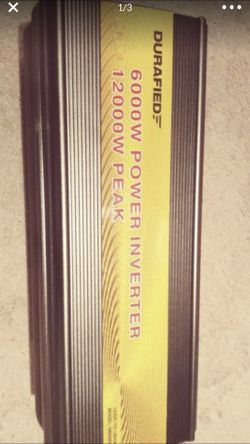 1/3
DURAFIED
6000W POWER INVERTER
12000W PEAK